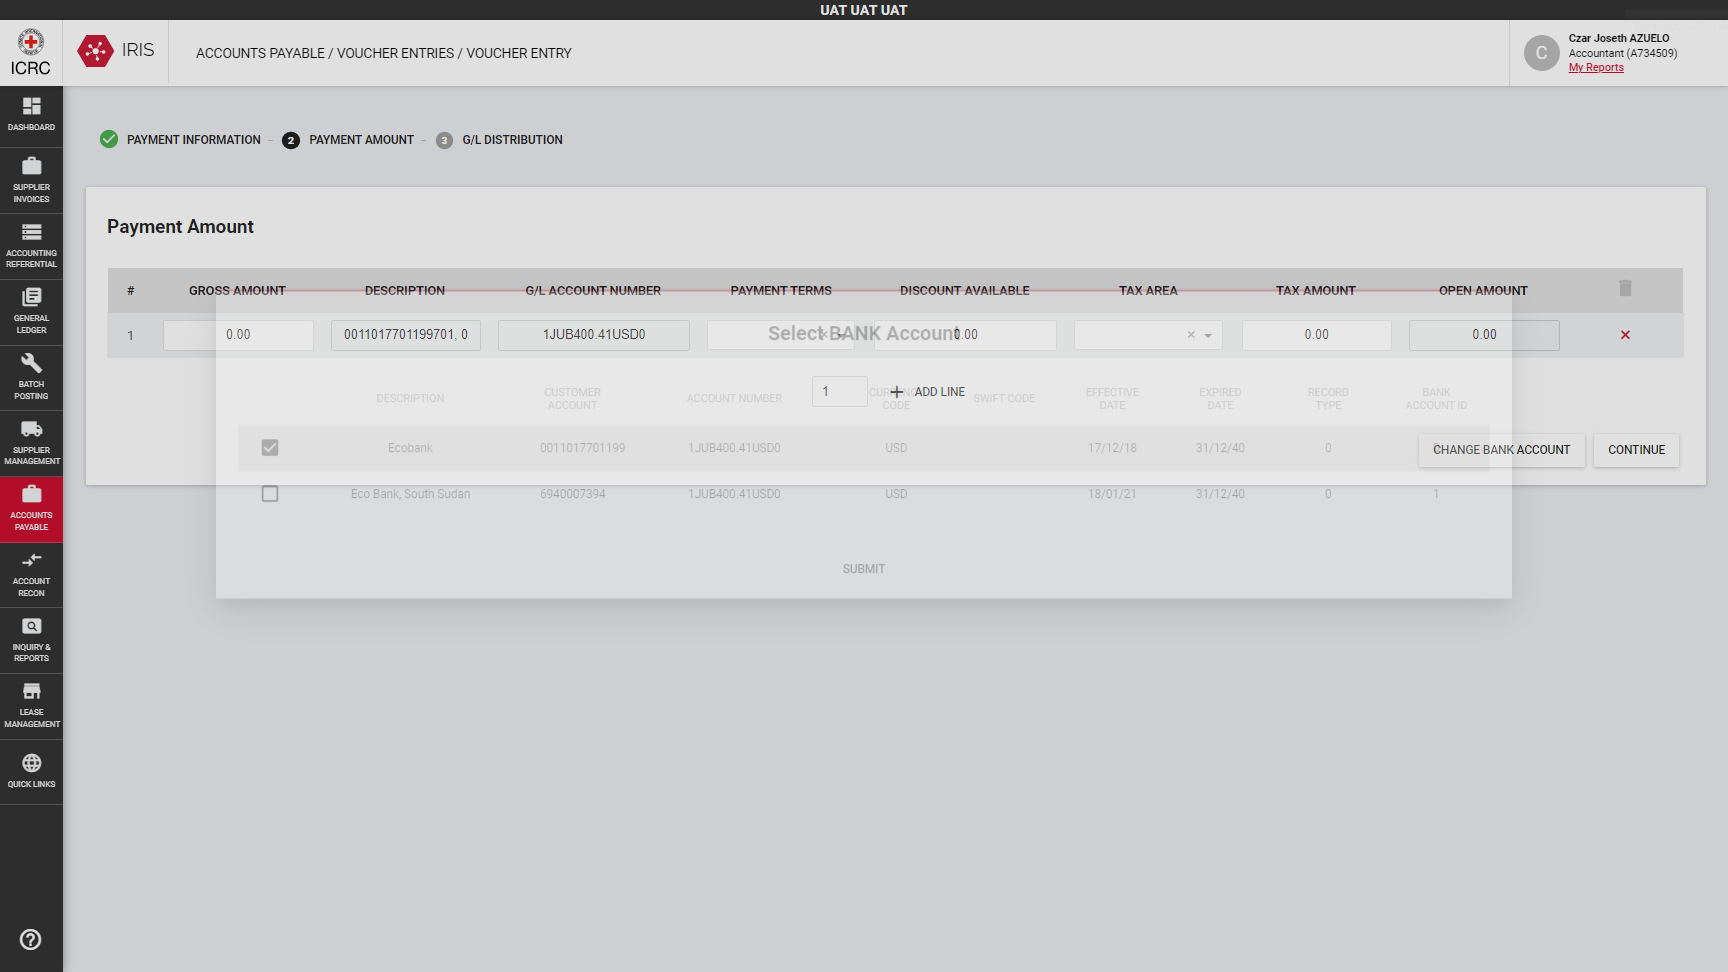 UAT UAT UAT
ICRC
IRIS
ACCOUNTS PAYABLE / VOUCHER ENTRIES / VOUCHER ENTRY
C
Czar Joseth AZUELO
Accountant (A734509)
My Reports
DASHBOARD
SUPPLIER
INVOICES
ACCOUNTING
REFERENTIAL
GENERAL
LEDGER
BATCH
POSTING
SUPPLIER
MANAGEMENT
ACCOUNTS
PAYABLE
ACCOUNT
RECON
INQUIRY &
REPORTS
LEASE
MANAGEMENT
QUICK LINKS
PAYMENT INFORMATION – 2 PAYMENT AMOUNT – 3 G/L DISTRIBUTION
Payment Amount
# GROSS AMOUNT DESCRIPTION G/L ACCOUNT NUMBER PAYMENT TERMS DISCOUNT AVAILABLE TAX AREA TAX AMOUNT OPEN AMOUNT
1 0.00 0011017701199701, 0 1JUB400.41USD0 × 0.00 × 0.00 0.00 ×
1 + ADD LINE
CHANGE BANK ACCOUNT CONTINUE
Select BANK Account
DESCRIPTION CUSTOMER ACCOUNT ACCOUNT NUMBER CURRENCY CODE SWIFT CODE EFFECTIVE DATE EXPIRED DATE RECORD TYPE BANK ACCOUNT ID
Ecobank 0011017701199 1JUB400.41USD0 USD 17/12/18 31/12/40 0
Eco Bank, South Sudan 6940007394 1JUB400.41USD0 USD 18/01/21 31/12/40 0 1
SUBMIT